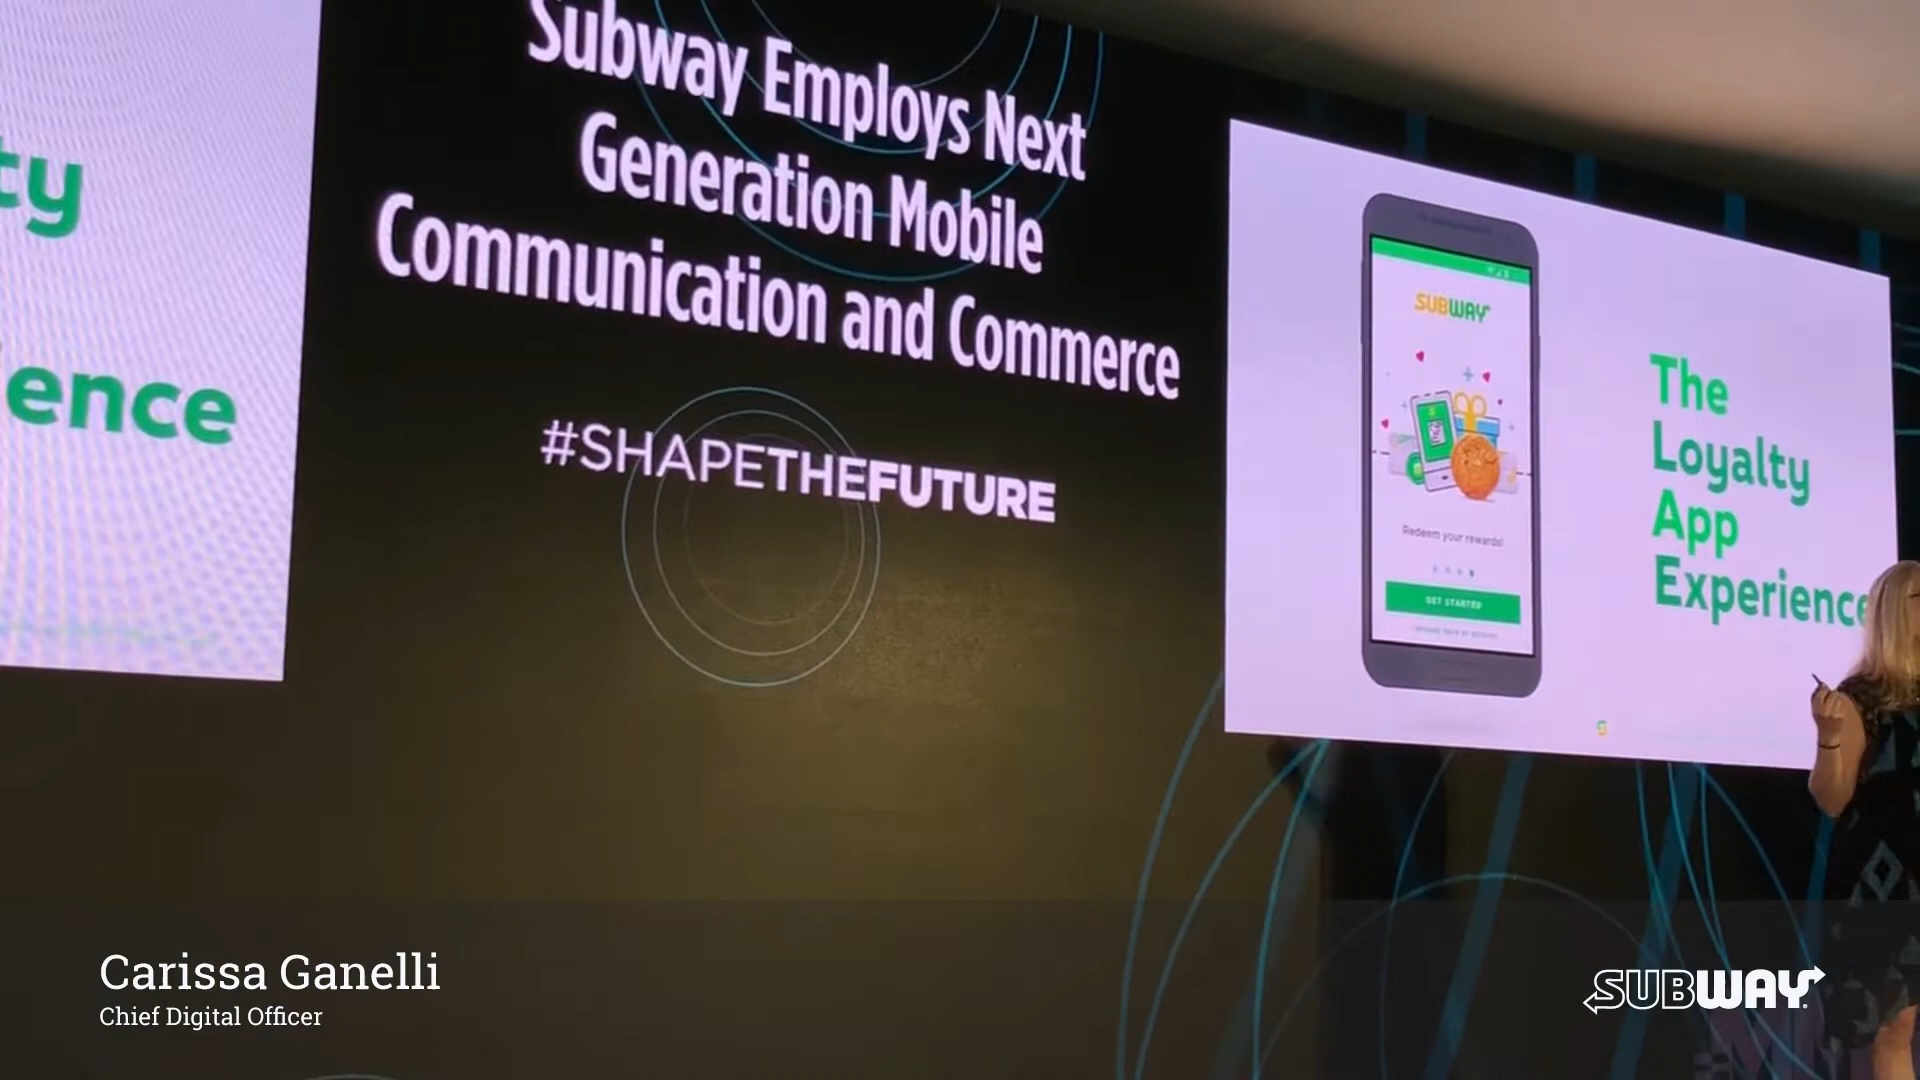 ty
ience
Subway Employs Next
Generation Mobile
Communication and Commerce
#SHAPETHEFUTURE
SUBWAY
Redeem your rewards!
GET STARTED
The
Loyalty
App
Experience
Carissa Ganelli
Chief Digital Officer
SUBWAY